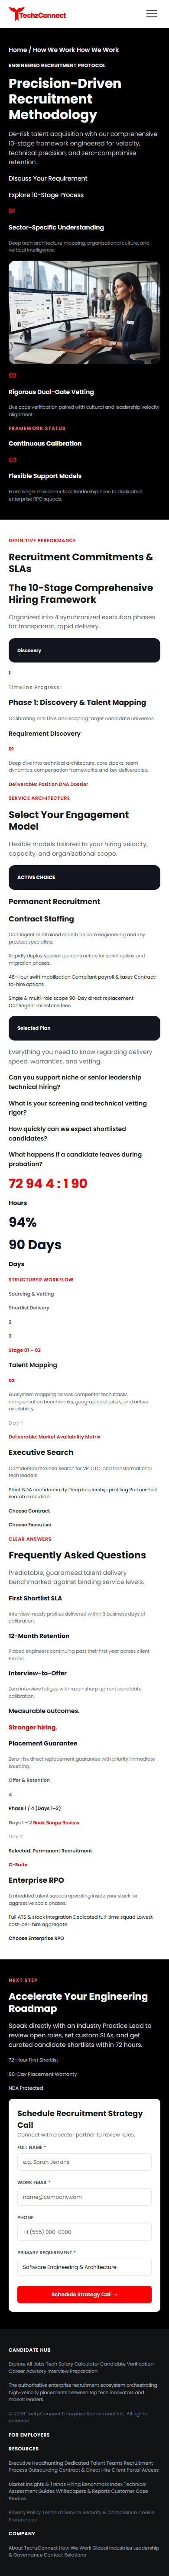 TechzConnect
Home / How We Work How We Work
ENGINEERED RECRUITMENT PROTOCOL
Precision-Driven
Recruitment
Methodology
De-risk talent acquisition with our comprehensive
10-stage framework engineered for velocity,
technical precision, and zero-compromise
retention.
Discuss Your Requirement
Explore 10-Stage Process
01
Sector-Specific Understanding
Deep tech architecture mapping, organizational culture, and
vertical intelligence.
02
Rigorous Dual-Gate Vetting
Live code verification paired with cultural and leadership velocity
alignment.
FRAMEWORK STATUS
Continuous Calibration
03
Flexible Support Models
From single mission-critical leadership hires to dedicated
enterprise RPO squads.
DEFINITIVE PERFORMANCE
Recruitment Commitments &
SLAs
The 10-Stage Comprehensive
Hiring Framework
Organized into 4 synchronized execution phases
for transparent, rapid delivery.
Discovery
1
Timeline Progress:
Phase 1: Discovery & Talent Mapping
Calibrating role DNA and scoping target candidate universes
Requirement Discovery
01
Deep dive into technical architecture, core stacks, team
dynamics, compensation frameworks, and key deliverables.
Deliverable: Position DNA Dossier
SERVICE ARCHITECTURE
Select Your Engagement
Model
Flexible models tailored to your hiring velocity,
capacity, and organizational scope.
ACTIVE CHOICE
Permanent Recruitment
Contract Staffing
Contingent or retained search for core engineering and key
product specialists.
Rapidly deploy specialized contractors for sprint spikes and
migration phases.
48-Hour swift mobilization Compliant payroll & taxes Contract-
to-hire options
Single & multi-role scope 90-Day direct replacement
Contingent milestone fees
Selected Plan
Everything you need to know regarding delivery
speed, warranties, and vetting.
Can you support niche or senior leadership
technical hiring?
What is your screening and technical vetting
rigor?
How quickly can we expect shortlisted
candidates?
What happens if a candidate leaves during
probation?
72 94 4 : 1 90
Hours
94%
90 Days
Days
STRUCTURED WORKFLOW
Sourcing & Vetting
Shortlist Delivery
2
3
Stage 01 – 02
Talent Mapping
02
Ecosystem mapping across competitor tech stacks,
compensation benchmarks, geographic clusters, and active
availability.
Day 1
Deliverable: Market Availability Matrix
Executive Search
Confidential retained search for VP, CTO, and transformational
tech leaders.
Strict NDA confidentiality Deep leadership profiling Partner-led
search execution
Choose Contract
Choose Executive
CLEAR ANSWERS
Frequently Asked Questions
Predictable, guaranteed talent delivery
benchmarked against binding service levels.
First Shortlist SLA
Interview-ready profiles delivered within 3 business days of
calibration.
12-Month Retention
Placed engineers continuing past their first year across client
teams.
Interview-to-Offer
Zero interview fatigue with razor-sharp upfront candidate
calibration.
Measurable outcomes.
Stronger hiring.
Placement Guarantee
Zero-risk direct replacement guarantee with priority immediate
sourcing.
Offer & Retention
4
Phase 1 / 4 (Days 1–2)
Days 1 – 2 Book Scope Review
Day 2
Selected: Permanent Recruitment
C-Suite
Enterprise RPO
Embedded talent squads operating inside your stack for
aggressive scale phases.
Full ATS & stack integration Dedicated full-time squad Lowest
cost-per-hire aggregate
Choose Enterprise RPO
NEXT STEP
Accelerate Your Engineering
Roadmap
Speak directly with an Industry Practice Lead to
review open roles, set custom SLAs, and get
curated candidate shortlists within 72 hours.
72-Hour First Shortlist
90-Day Placement Warranty
NDA Protected
Schedule Recruitment Strategy
Call
Connect with a sector partner to review roles.
FULL NAME *
e.g. Sarah Jenkins
WORK EMAIL *
name@company.com
PHONE
+1 (555) 000-0000
PRIMARY REQUIREMENT *
Software Engineering & Architecture
Schedule Strategy Call →
CANDIDATE HUB
Explore All Jobs Tech Salary Calculator Candidate Verification
Career Advisory Interview Preparation
The authoritative enterprise recruitment ecosystem orchestrating
high-velocity placements between top tech innovators and
market leaders.
© 2026 TechzConnect Enterprise Recruitment Inc. All rights
reserved.
FOR EMPLOYERS
RESOURCES
Executive Headhunting Dedicated Talent Teams Recruitment
Process Outsourcing Contract & Direct Hire Client Portal Access
Market Insights & Trends Hiring Benchmark Index Technical
Assessment Guides Whitepapers & Reports Customer Case
Studies
Privacy Policy Terms of Service Security & Compliance Cookie
Preferences
COMPANY
About TechzConnect How We Work Global Industries Leadership
& Governance Contact Relations